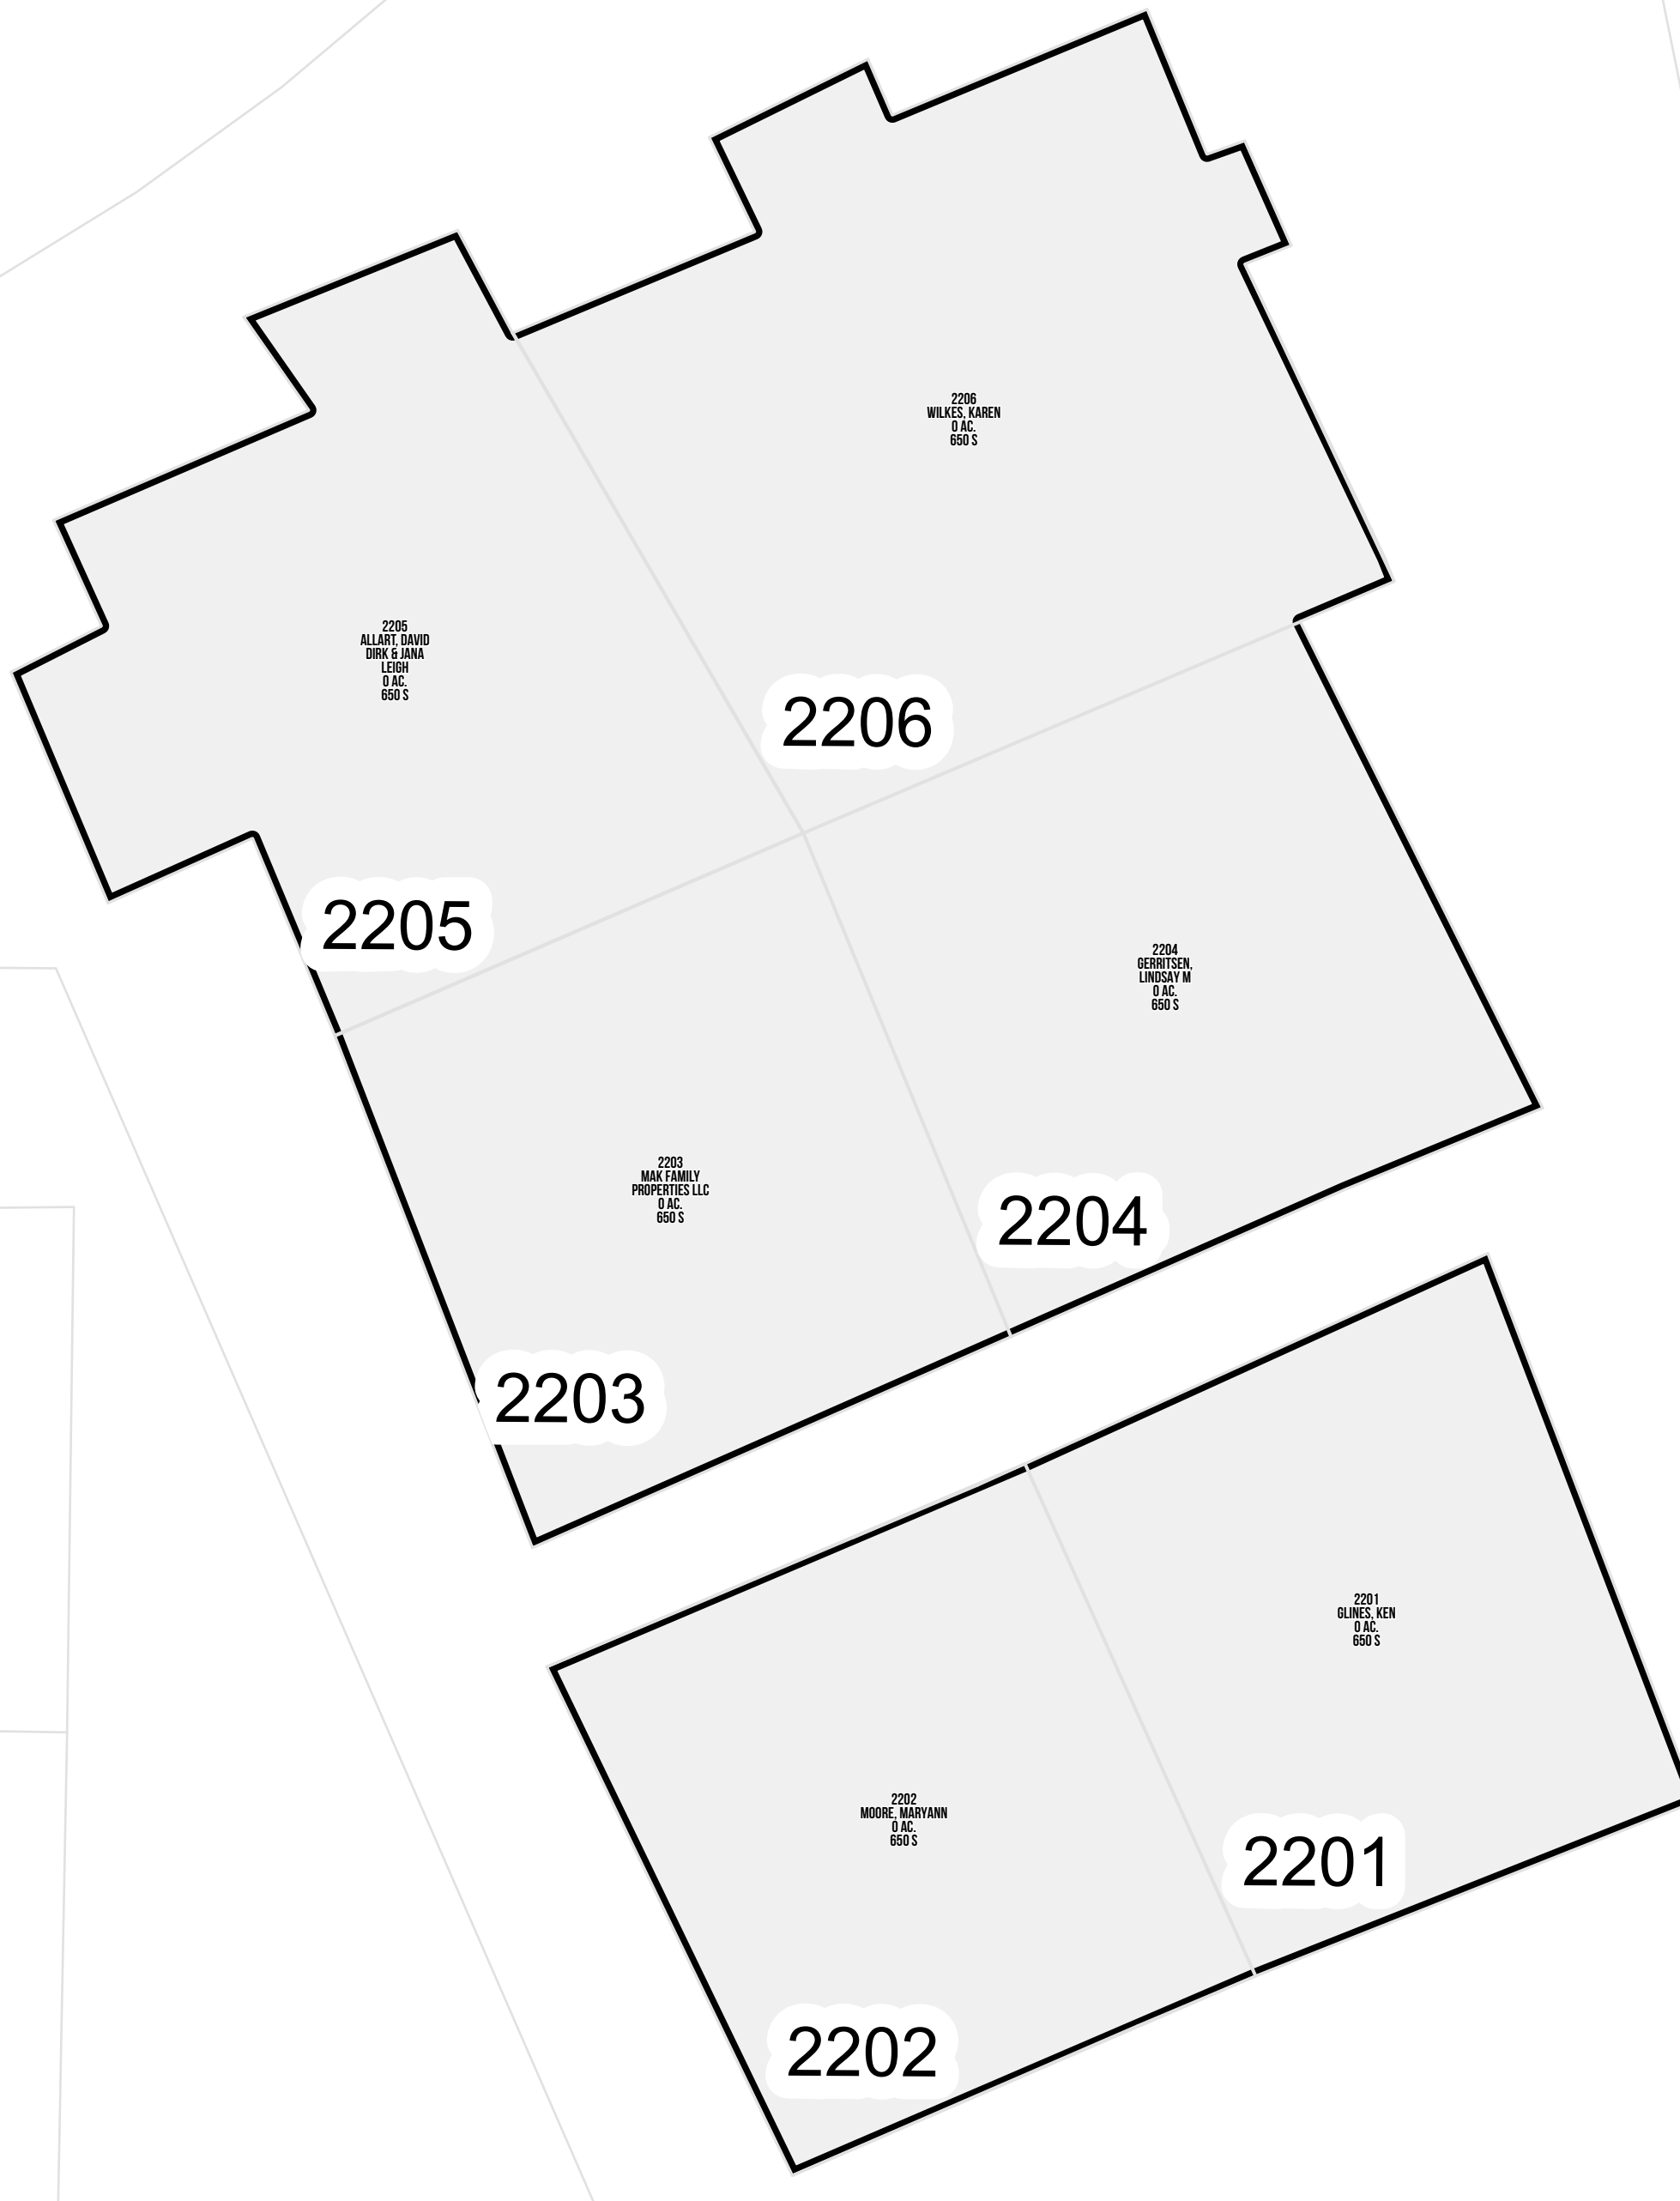 2206
WILKES, KAREN
0 AC.
650 S
2205
ALLART, DAVID
DIRK & JANA
LEIGH
0 AC.
650 S
2206
2205
2204
GERRITSEN,
LINDSAY M
0 AC.
650 S
2203
MAK FAMILY
PROPERTIES LLC
0 AC.
650 S
2204
2203
2201
GLINES, KEN
0 AC.
650 S
2202
MOORE, MARYANN
0 AC.
650 S
2201
2202